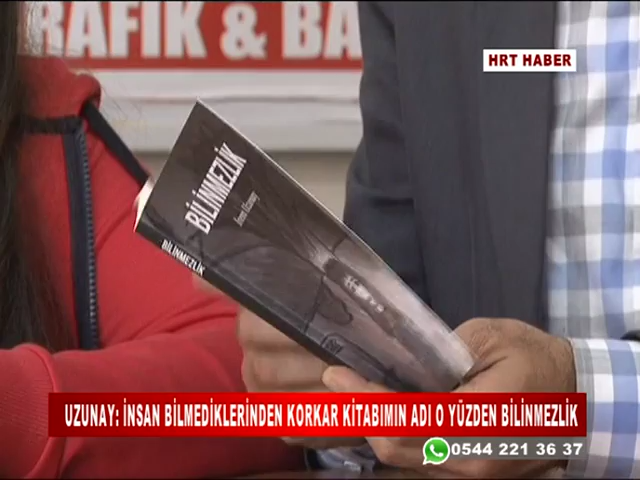 RAFİK & BA
HRT HABER
BİLİNMEZLİK
BİLİNMEZLİK
UZUNAY: İNSAN BİLMEDİKLERİNDEN KORKAR KİTABIMIN ADI O YÜZDEN BİLİNMEZLİK
0544 221 36 37